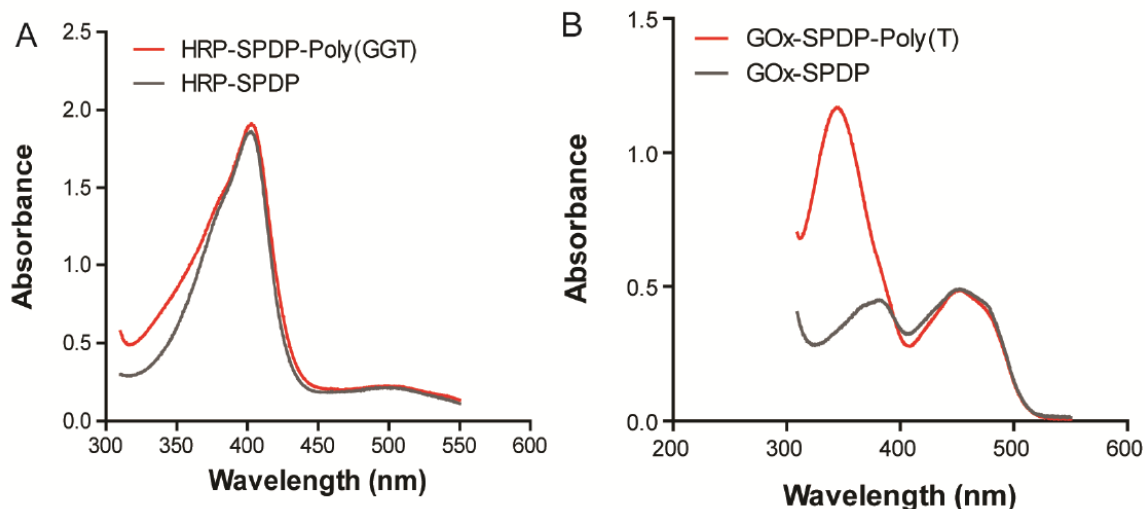 A
HRP-SPDP-Poly(GGT)
HRP-SPDP
2.5
2.0
1.5
1.0
0.5
0.0
Absorbance
300 350 400 450 500 550 600
Wavelength (nm)
B
GOx-SPDP-Poly(T)
GOx-SPDP
1.5
1.0
0.5
0.0
Absorbance
200 300 400 500 600
Wavelength (nm)